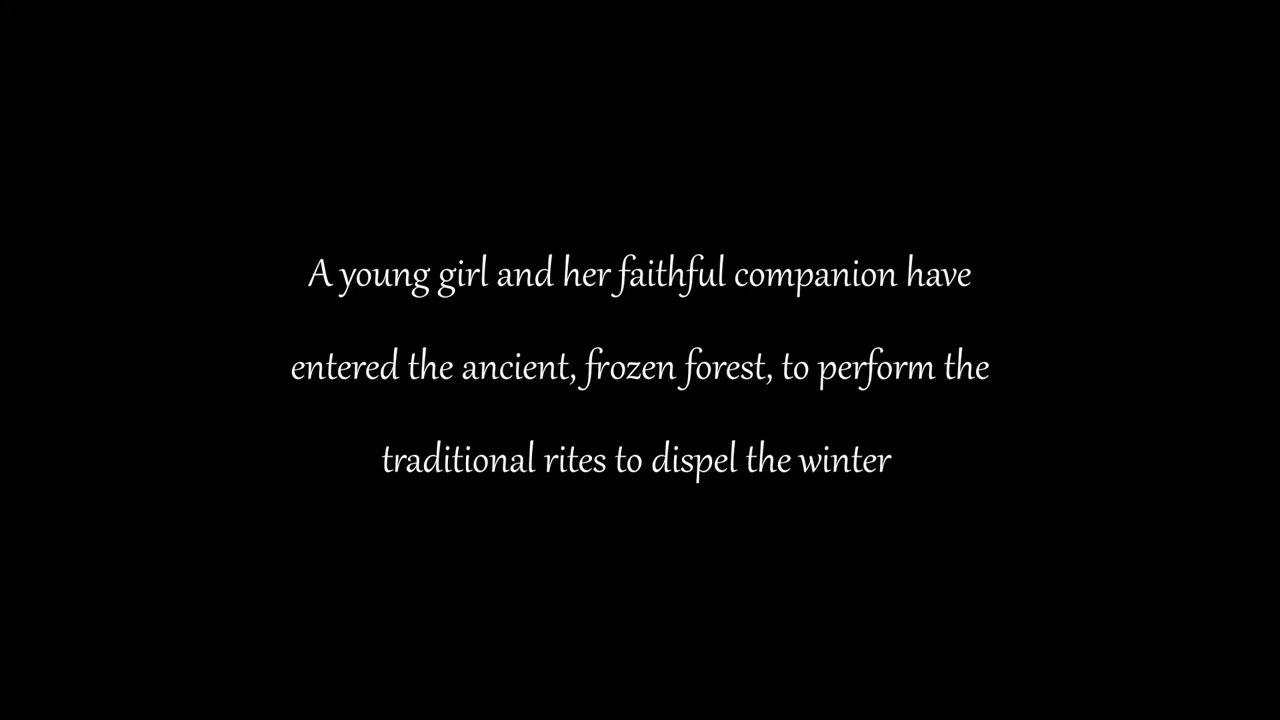 A young girl and her faithful companion have
entered the ancient, frozen forest, to perform the
traditional rites to dispel the winter